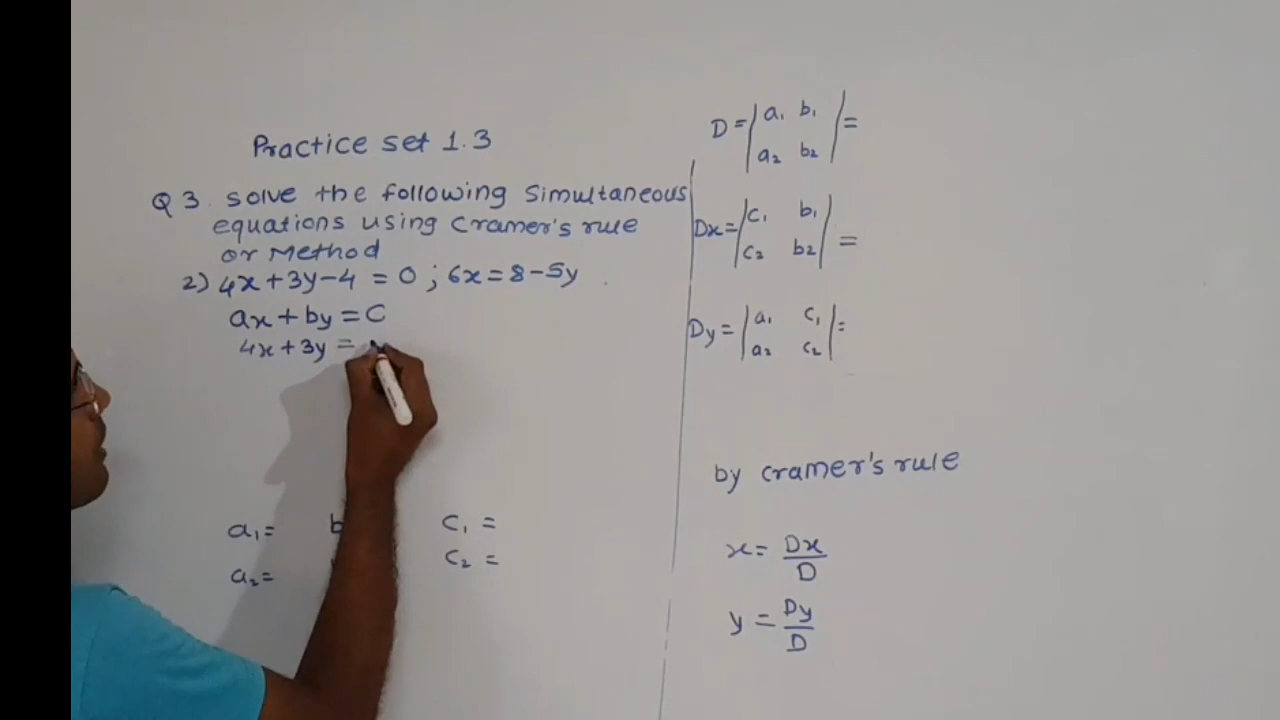 Practice set 1.3
Q 3. solve the following simultaneous
equations using cramer's rule
or Method
2) 4x + 3y - 4 = 0 ; 6x = 8 - 5y
ax + by = C
4x + 3y =
a₁ = b c₁ =
a₂ = c₂ =
D = | a₁ b₁ | =
| a₂ b₂ |
Dx = | c₁ b₁ | =
| c₂ b₂ |
Dy = | a₁ c₁ | =
| a₂ c₂ |
by cramer's rule
x = Dx
D
y = Dy
D